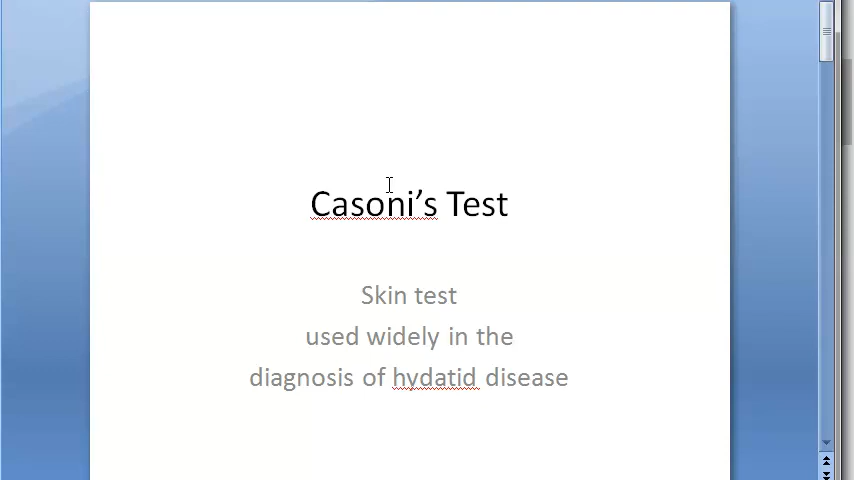 Casoni’s Test
Skin test
used widely in the
diagnosis of hydatid disease